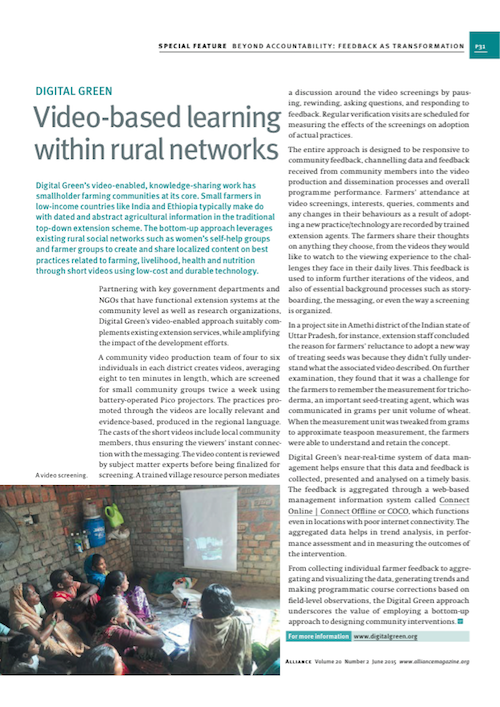 SPECIAL FEATURE BEYOND ACCOUNTABILITY: FEEDBACK AS TRANSFORMATION P31
DIGITAL GREEN
Video-based learning
within rural networks
Digital Green's video-enabled, knowledge-sharing work has
smallholder farming communities at its core. Small farmers in
low-income countries like India and Ethiopia typically make do
with dated and abstract agricultural information in the traditional
top-down extension scheme. The bottom-up approach leverages
existing rural social networks such as women's self-help groups
and farmer groups to create and share localized content on best
practices related to farming, livelihood, health and nutrition
through short videos using low-cost and durable technology.
Partnering with key government departments and
NGOs that have functional extension systems at the
community level as well as research organizations,
Digital Green's video-enabled approach suitably com-
plements existing extension services, while amplifying
the impact of the development efforts.
A community video production team of four to six
individuals in each district creates videos, averaging
eight to ten minutes in length, which are screened
for small community groups twice a week using
battery-operated Pico projectors. The practices pro-
moted through the videos are locally relevant and
evidence-based, produced in the regional language.
The casts of the short videos include local community
members, thus ensuring the viewers' instant connec-
tion with the messaging. The video content is reviewed
by subject matter experts before being finalized for
screening. A trained village resource person mediates
A video screening.
a discussion around the video screenings by paus-
ing, rewinding, asking questions, and responding to
feedback. Regular verification visits are scheduled for
measuring the effects of the screenings on adoption
of actual practices.
The entire approach is designed to be responsive to
community feedback, channelling data and feedback
received from community members into the video
production and dissemination processes and overall
programme performance. Farmers' attendance at
video screenings, interests, queries, comments and
any changes in their behaviours as a result of adopt-
ing a new practice/technology are recorded by trained
extension agents. The farmers share their thoughts
on anything they choose, from the videos they would
like to watch to the viewing experience to the chal-
lenges they face in their daily lives. This feedback is
used to inform further iterations of the videos, and
also of essential background processes such as story-
boarding, the messaging, or even the way a screening
is organized.
In a project site in Amethi district of the Indian state of
Uttar Pradesh, for instance, extension staff concluded
the reason for farmers' reluctance to adopt a new way
of treating seeds was because they didn't fully under-
stand what the associated video described. On further
examination, they found that it was a challenge for
the farmers to remember the measurement for tricho-
derma, an important seed-treating agent, which was
communicated in grams per unit volume of wheat.
When the measurement unit was tweaked from grams
to approximate teaspoon measurement, the farmers
were able to understand and retain the concept.
Digital Green's near-real-time system of data man-
agement helps ensure that this data and feedback is
collected, presented and analysed on a timely basis.
The feedback is aggregated through a web-based
management information system called Connect
Online | Connect Offline or COCO, which functions
even in locations with poor internet connectivity. The
aggregated data helps in trend analysis, in perfor-
mance assessment and in measuring the outcomes of
the intervention.
From collecting individual farmer feedback to aggre-
gating and visualizing the data, generating trends and
making programmatic course corrections based on
field-level observations, the Digital Green approach
underscores the value of employing a bottom-up
approach to designing community interventions.
For more information www.digitalgreen.org
ALLIANCE Volume 20 Number 2 June 2015 www.alliancemagazine.org